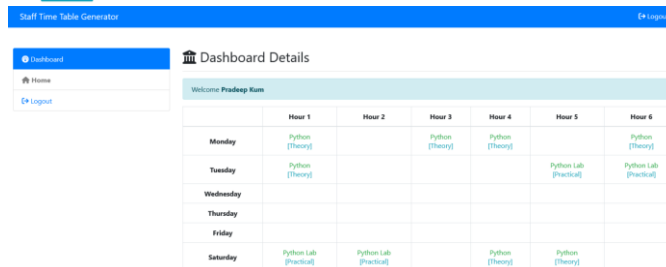 Staff Time Table Generator
Logout
Dashboard
Home
Logout
Dashboard Details
Welcome Pradeep Kum
Hour 1 Hour 2 Hour 3 Hour 4 Hour 5 Hour 6
Monday Python Python Python Python
[Theory] [Theory] [Theory] [Theory]
Tuesday Python Python Lab Python Lab
[Theory] [Practical] [Practical]
Wednesday
Thursday
Friday
Saturday Python Lab Python Lab Python Python
[Practical] [Practical] [Theory] [Theory]